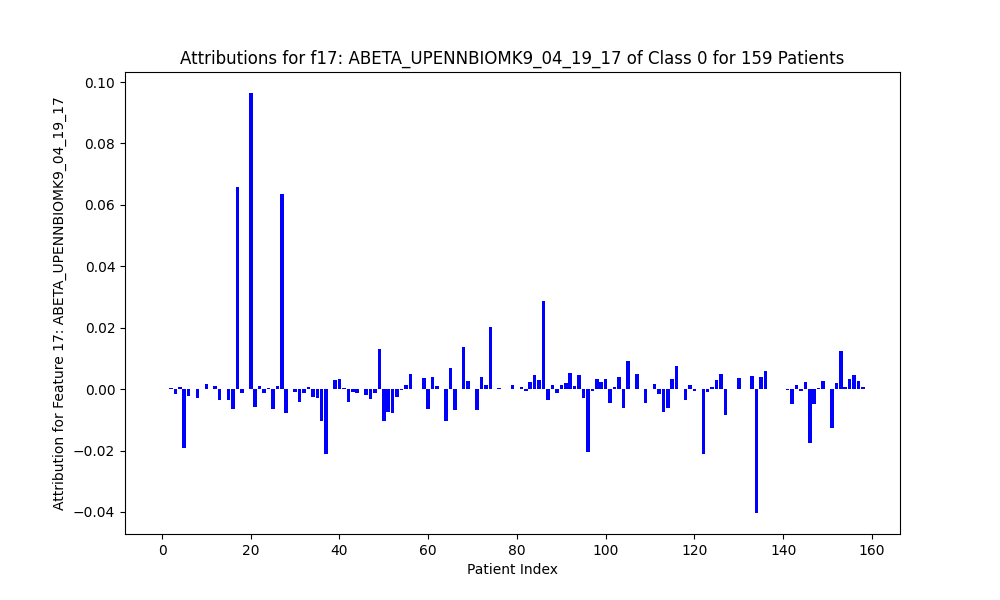 Attributions for f17: ABETA_UPENNBIOMK9_04_19_17 of Class 0 for 159 Patients
Attribution for Feature 17: ABETA_UPENNBIOMK9_04_19_17
0.10
0.08
0.06
0.04
0.02
0.00
−0.02
−0.04
0 20 40 60 80 100 120 140 160
Patient Index